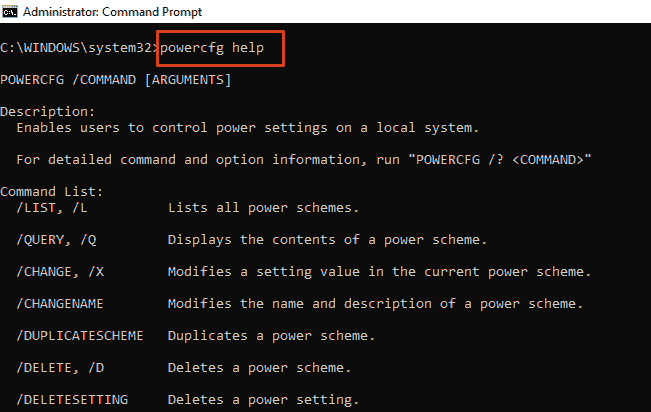 Administrator: Command Prompt
C:\WINDOWS\system32>powercfg help
POWERCFG /COMMAND [ARGUMENTS]
Description:
Enables users to control power settings on a local system.
For detailed command and option information, run "POWERCFG /? <COMMAND>"
Command List:
/LIST, /L Lists all power schemes.
/QUERY, /Q Displays the contents of a power scheme.
/CHANGE, /X Modifies a setting value in the current power scheme.
/CHANGENAME Modifies the name and description of a power scheme.
/DUPLICATESCHEME Duplicates a power scheme.
/DELETE, /D Deletes a power scheme.
/DELETESETTING Deletes a power setting.